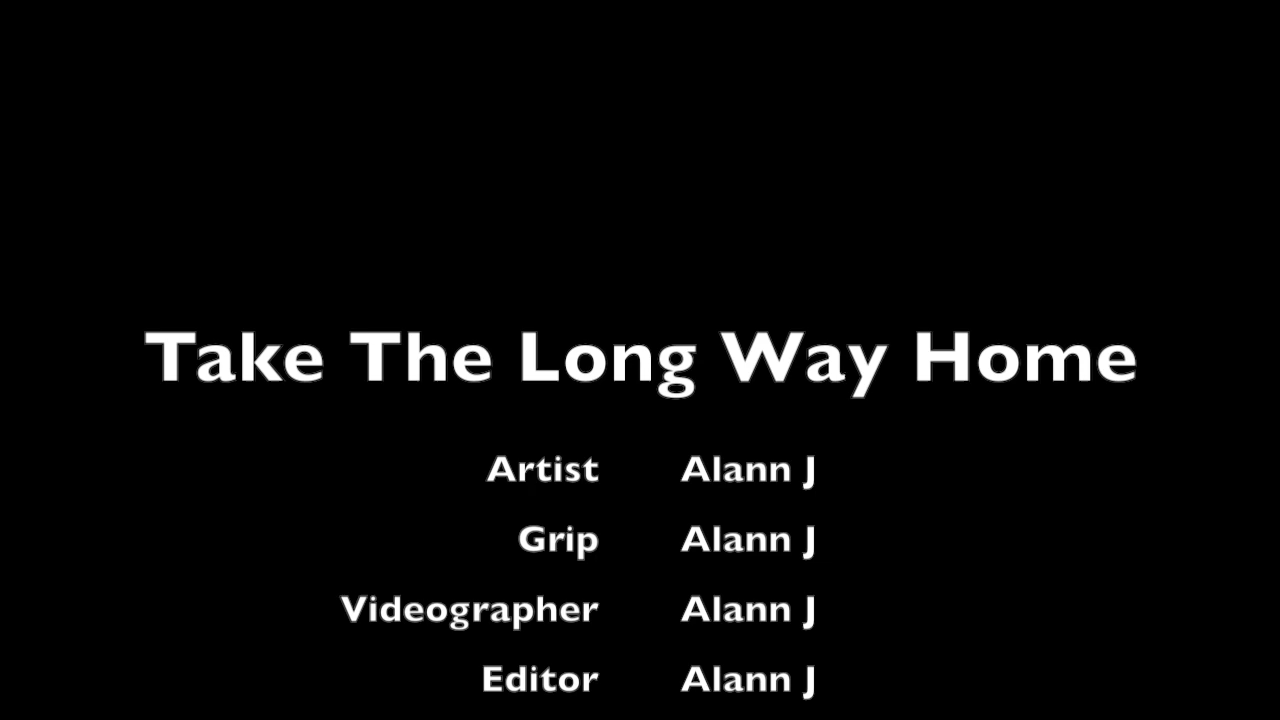 Take The Long Way Home
Artist Alann J
Grip Alann J
Videographer Alann J
Editor Alann J